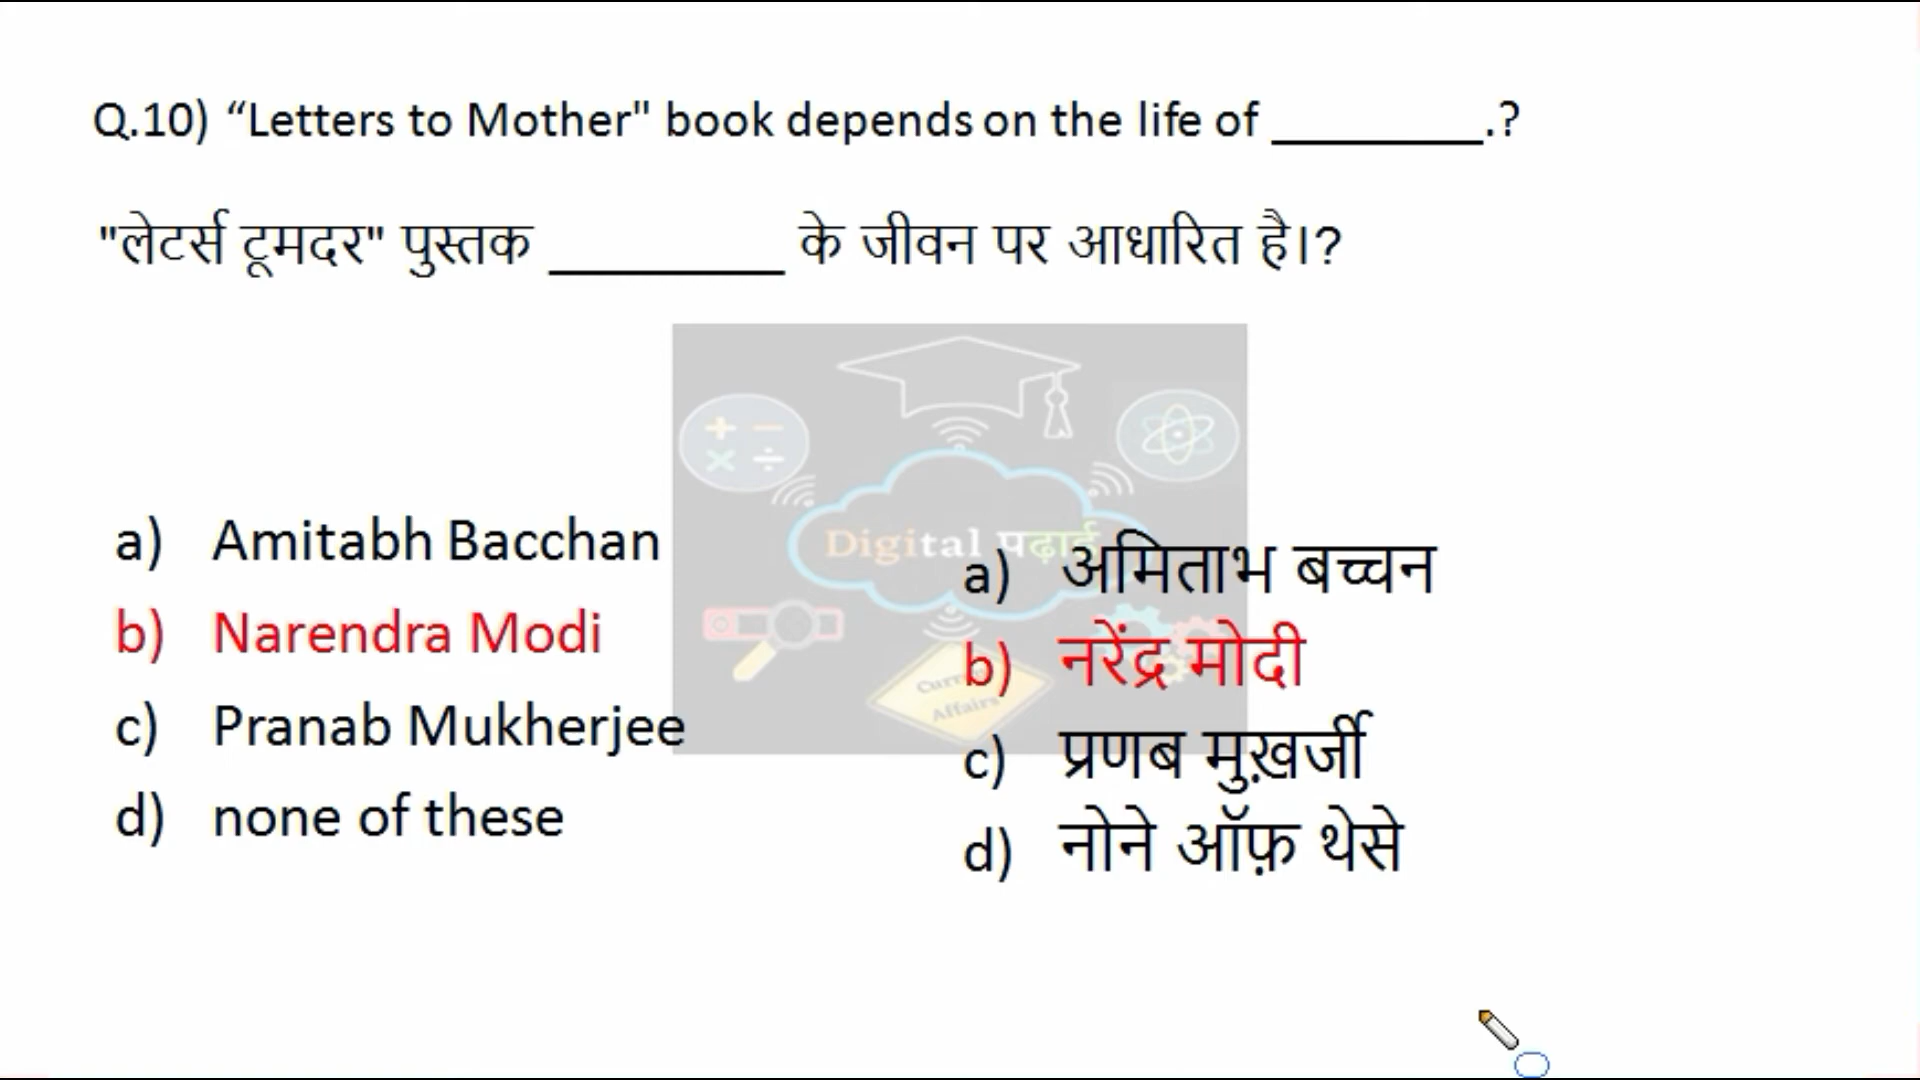 Q.10) “Letters to Mother" book depends on the life of ________.?
"लेटर्स टूमदर" पुस्तक _________ के जीवन पर आधारित है।?
a) Amitabh Bacchan
b) Narendra Modi
c) Pranab Mukherjee
d) none of these
Digital पढ़ाई
Current
Affairs
a) अमिताभ बच्चन
b) नरेंद्र मोदी
c) प्रणब मुख़र्जी
d) नोने ऑफ़ थेसे